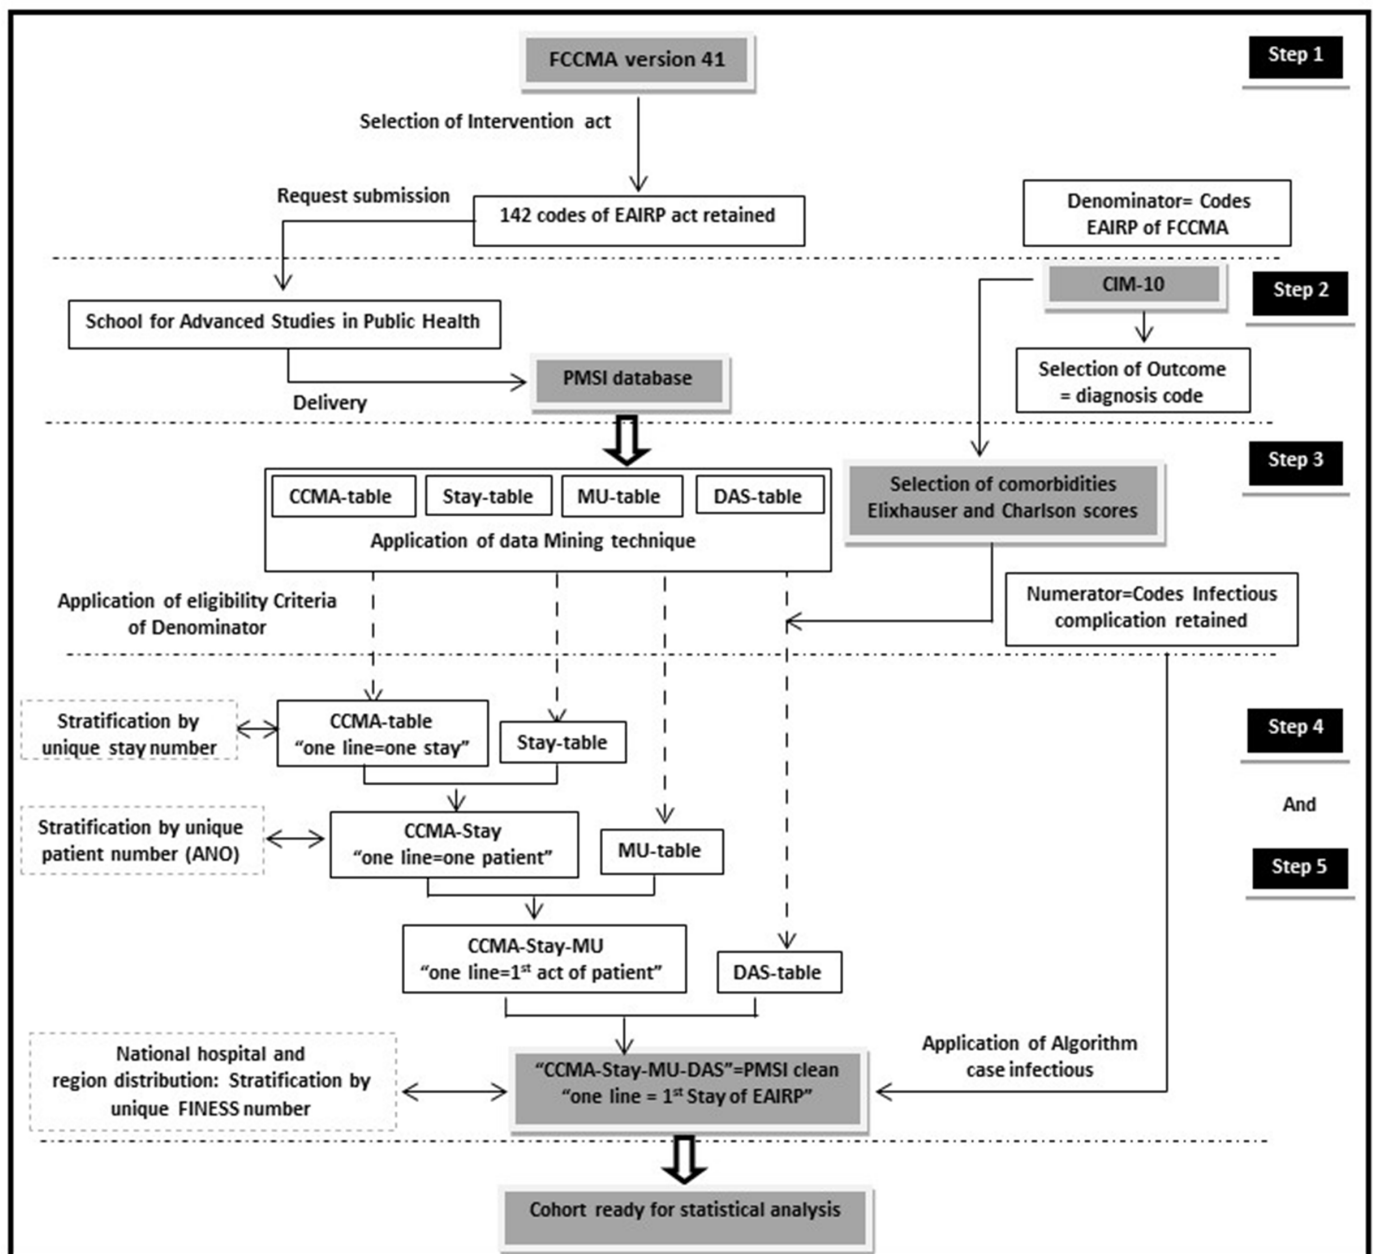 FCCMA version 41
Step 1
Selection of Intervention act
Request submission
142 codes of EAIRP act retained
Denominator= Codes
EAIRP of FCCMA
CIM-10
Step 2
School for Advanced Studies in Public Health
PMSI database
Selection of Outcome
= diagnosis code
Delivery
Step 3
CCMA-table
Stay-table
MU-table
DAS-table
Application of data Mining technique
Selection of comorbidities
Elixhauser and Charlson scores
Application of eligibility Criteria
of Denominator
Numerator=Codes Infectious
complication retained
Stratification by
unique stay number
CCMA-table
“one line=one stay”
Stay-table
Step 4
And
Stratification by unique
patient number (ANO)
CCMA-Stay
“one line=one patient”
MU-table
Step 5
CCMA-Stay-MU
“one line=1st act of patient”
DAS-table
National hospital and
region distribution: Stratification by
unique FINESS number
“CCMA-Stay-MU-DAS”=PMSI clean
“one line = 1st Stay of EAIRP”
Application of Algorithm
case infectious
Cohort ready for statistical analysis